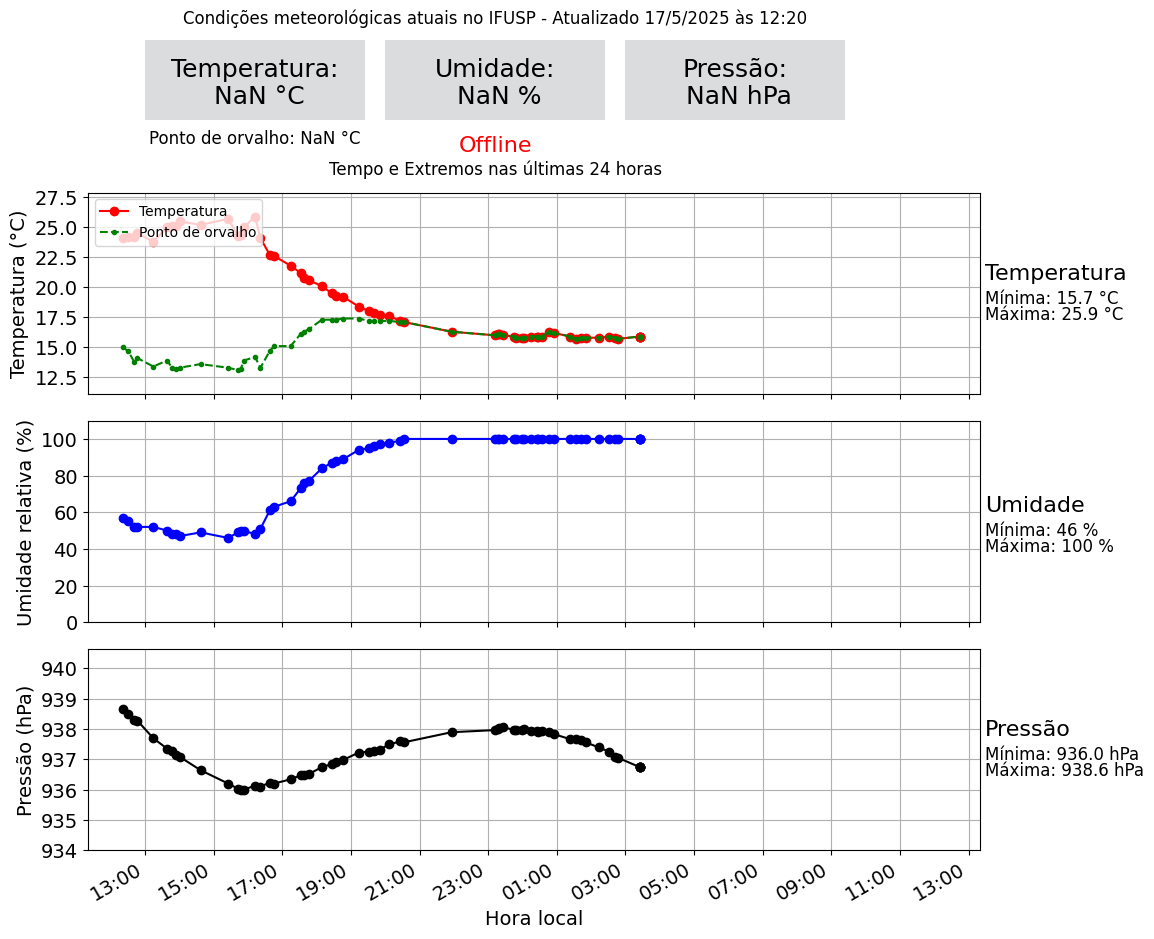 Condições meteorológicas atuais no IFUSP - Atualizado 17/5/2025 às 12:20
Temperatura:
NaN °C
Umidade:
NaN %
Pressão:
NaN hPa
Ponto de orvalho: NaN °C
Offline
Tempo e Extremos nas últimas 24 horas
Temperatura (°C)
27.5
25.0
22.5
20.0
17.5
15.0
12.5
Temperatura
Ponto de orvalho
Temperatura
Mínima: 15.7 °C
Máxima: 25.9 °C
Umidade relativa (%)
100
80
60
40
20
0
Umidade
Mínima: 46 %
Máxima: 100 %
Pressão (hPa)
940
939
938
937
936
935
934
Pressão
Mínima: 936.0 hPa
Máxima: 938.6 hPa
13:00
15:00
17:00
19:00
21:00
23:00
01:00
03:00
05:00
07:00
09:00
11:00
13:00
Hora local